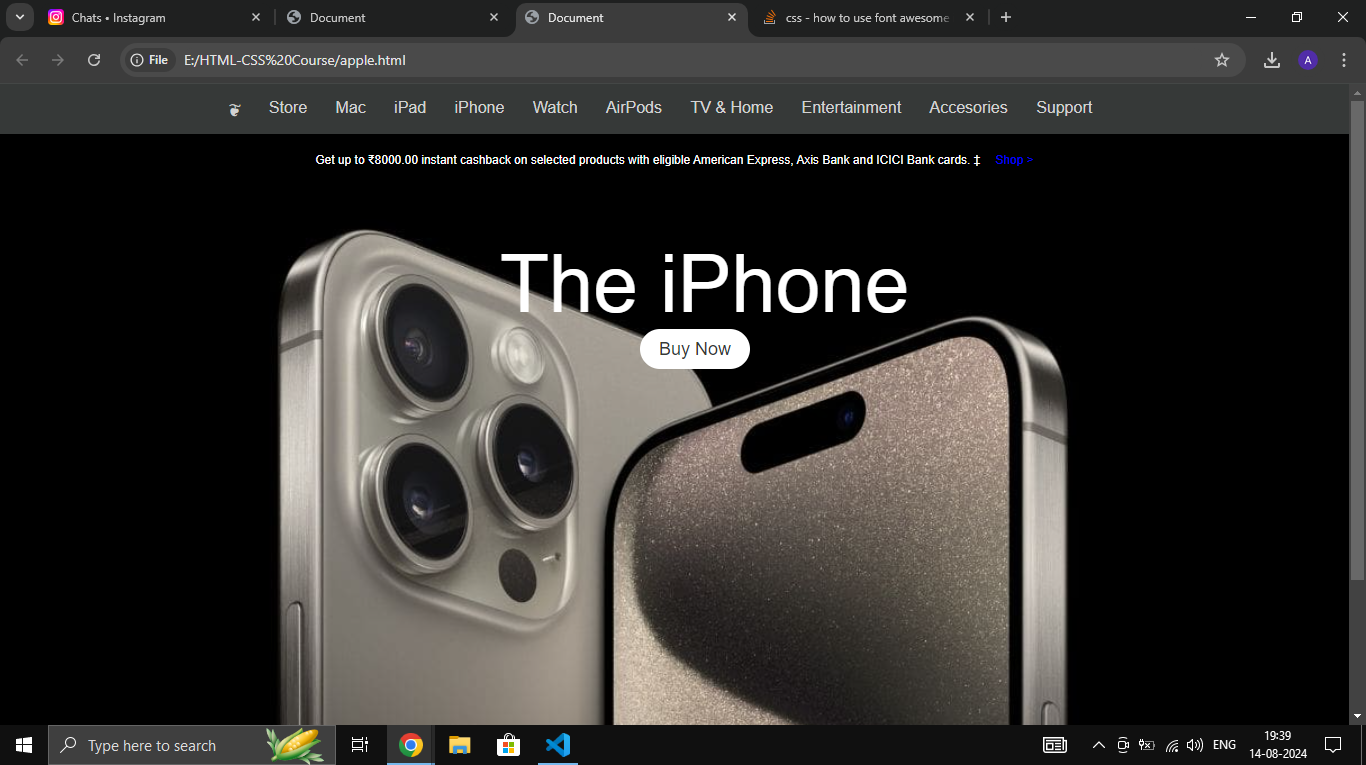 Chats • Instagram
Document
Document
css - how to use font awesome
File E:/HTML-CSS%20Course/apple.html
A
❦ Store Mac iPad iPhone Watch AirPods TV & Home Entertainment Accesories Support
Get up to ₹8000.00 instant cashback on selected products with eligible American Express, Axis Bank and ICICI Bank cards. ‡ Shop »
The iPhone
Buy Now
Type here to search
ENG
19:39
14-08-2024